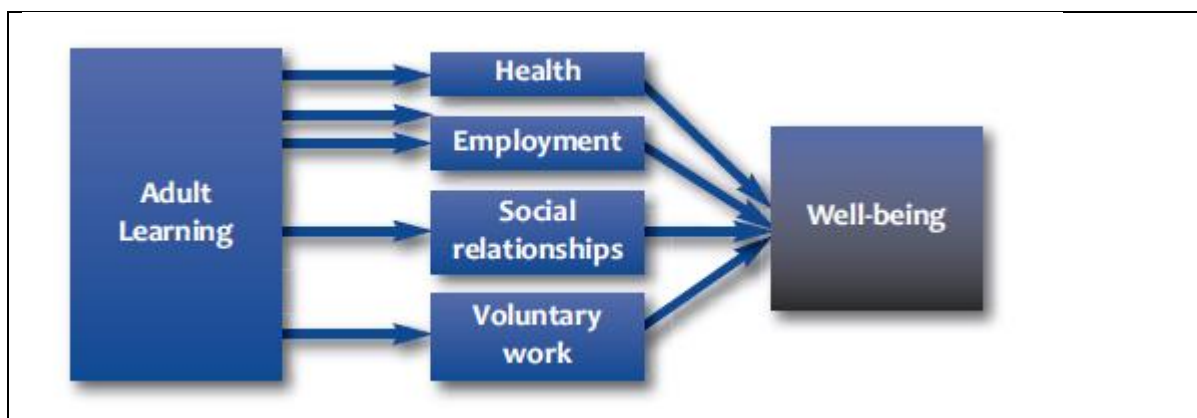 Adult
Learning
Health
Employment
Social
relationships
Voluntary
work
Well-being